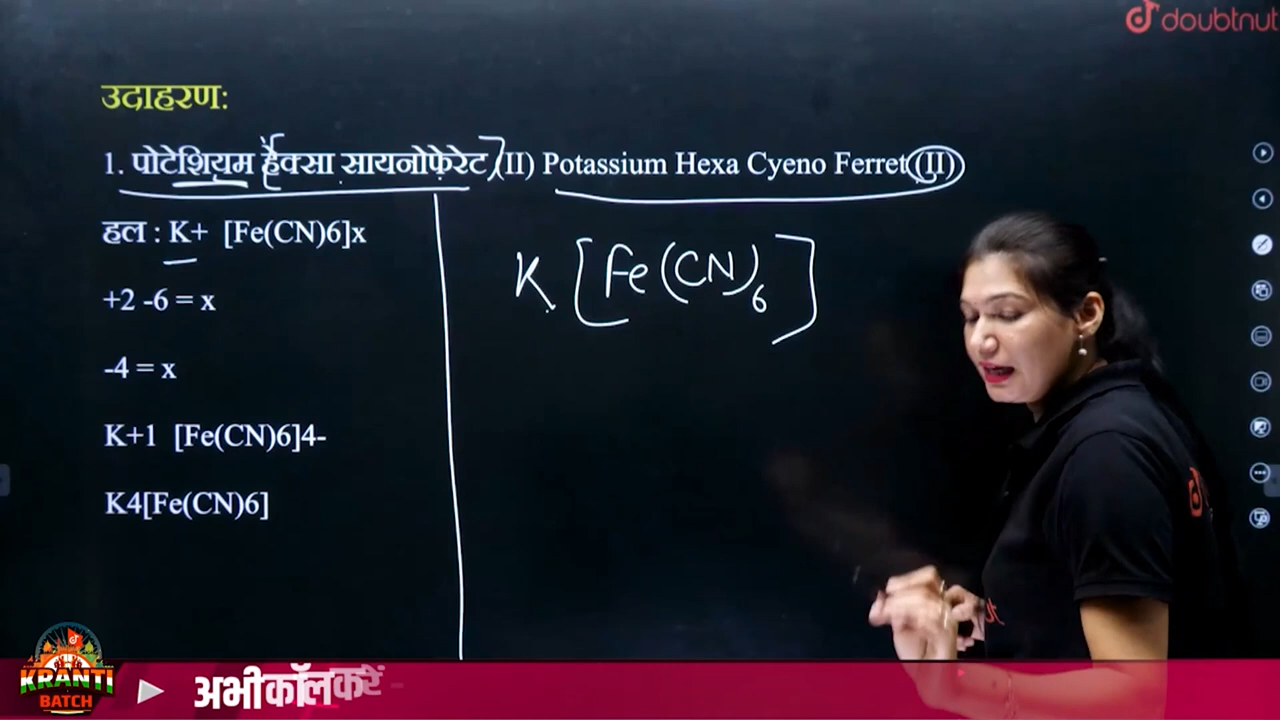 doubtnut
उदाहरण:
1. पोटेशियम हैक्सा सायनोफ़ेरेट (II) Potassium Hexa Cyeno Ferret (II)
हल : K+ [Fe(CN)6]x
K [Fe(CN)6]
+2 -6 = x
-4 = x
K+1 [Fe(CN)6]4-
K4[Fe(CN)6]
KRANTI
BATCH
अभी कॉल करें